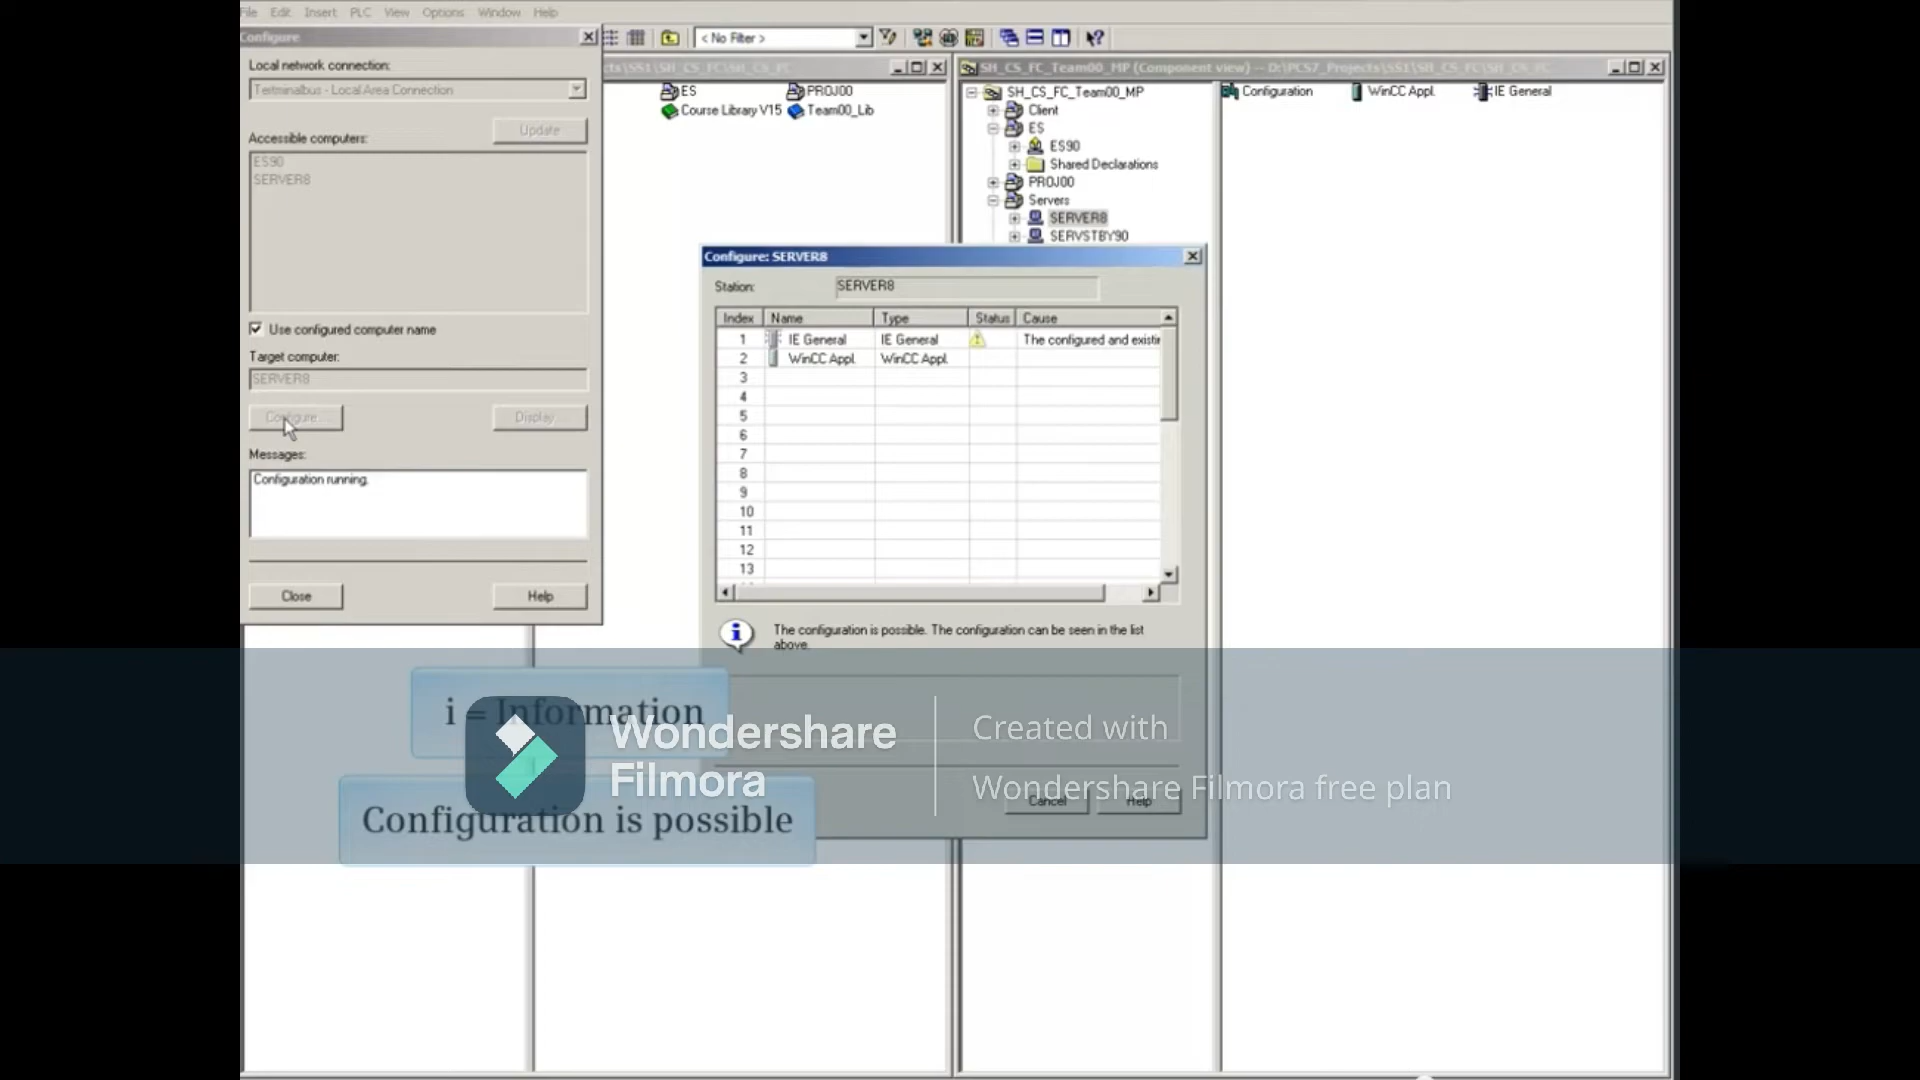 File Edit Insert PLC View Options Window Help
Configure
< No Filter >
Local network connection:
Terminalbus - Local Area Connection
Update
Accessible computers:
ES90
SERVER8
Use configured computer name
Target computer:
SERVER8
Configure
Display
Messages:
Configuration running.
Close
Help
ES
PROJ00
Course Library V15
Team00_Lib
SH_CS_FC_Team00_MP (Component view) -- D:\PCS7_Projects\SS1\SH_CS_FC\SH_CS_FC
SH_CS_FC_Team00_MP
Client
ES
ES90
Shared Declarations
PROJ00
Servers
SERVER8
SERVSTBY90
Configuration
WinCC Appl.
IE General
Configure: SERVER8
Station:
SERVER8
Index Name Type Status Cause
1 IE General IE General The configured and existin
2 WinCC Appl. WinCC Appl.
3
4
5
6
7
8
9
10
11
12
13
The configuration is possible. The configuration can be seen in the list
above.
Cancel
Help
i = Information
Configuration is possible
Wondershare
Filmora
Created with
Wondershare Filmora free plan